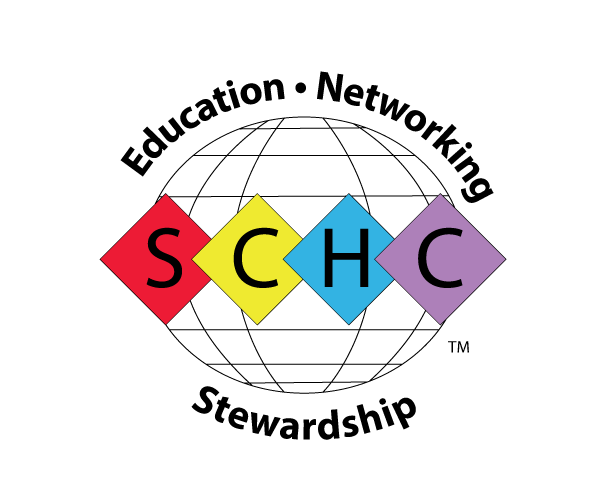 Education • Networking
SCHC
TM
Stewardship